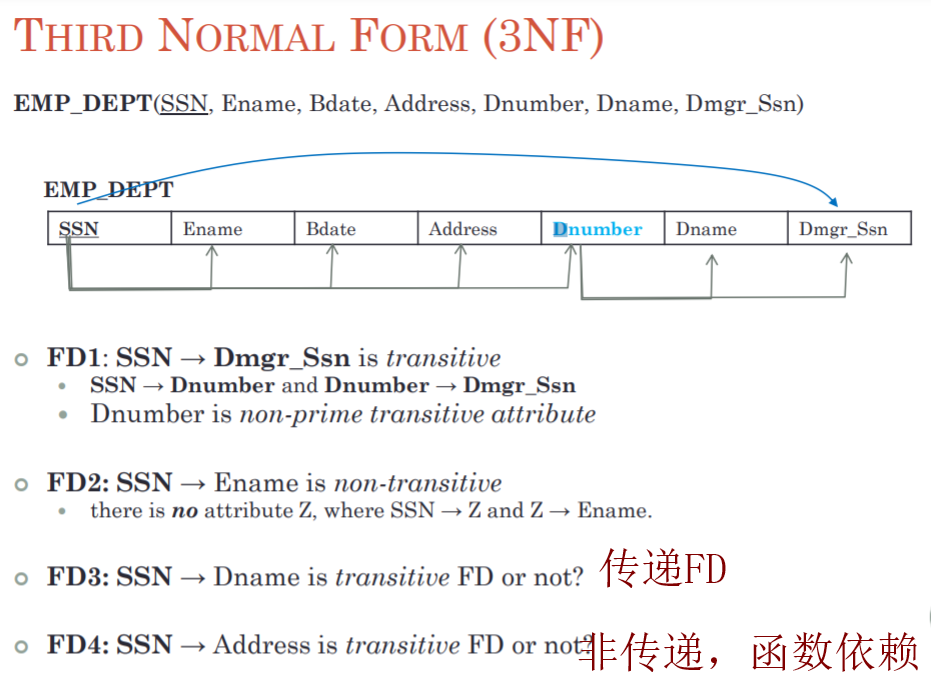 THIRD NORMAL FORM (3NF)
EMP_DEPT(SSN, Ename, Bdate, Address, Dnumber, Dname, Dmgr_Ssn)
EMP_DEPT
SSN Ename Bdate Address Dnumber Dname Dmgr_Ssn
FD1: SSN → Dmgr_Ssn is transitive
SSN → Dnumber and Dnumber → Dmgr_Ssn
Dnumber is non-prime transitive attribute
FD2: SSN → Ename is non-transitive
there is no attribute Z, where SSN → Z and Z → Ename.
FD3: SSN → Dname is transitive FD or not? 传递FD
FD4: SSN → Address is transitive FD or not? 非传递，函数依赖